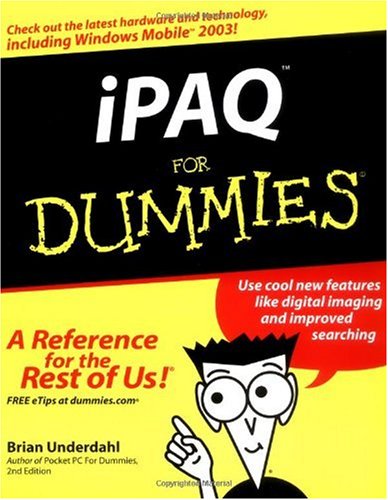 Check out the latest hardware and technology,
including Windows Mobile™ 2003!
iPAQ™
FOR
DUMMIES®
Use cool new features
like digital imaging
and improved
searching
A Reference
for the
Rest of Us!®
FREE eTips at dummies.com®
Brian Underdahl
Author of Pocket PC For Dummies,
2nd Edition